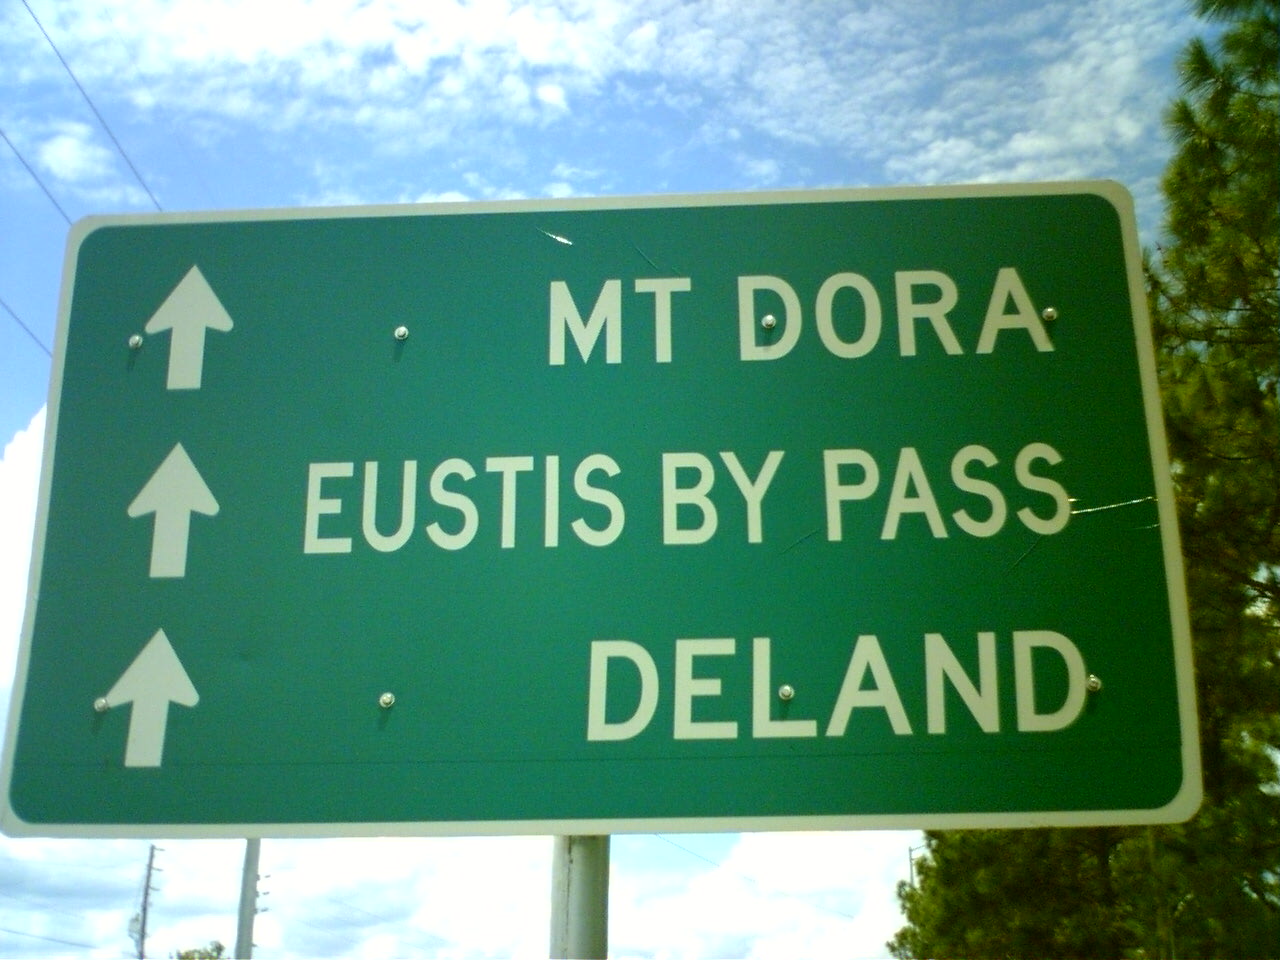 MT DORA
EUSTIS BY PASS
DELAND